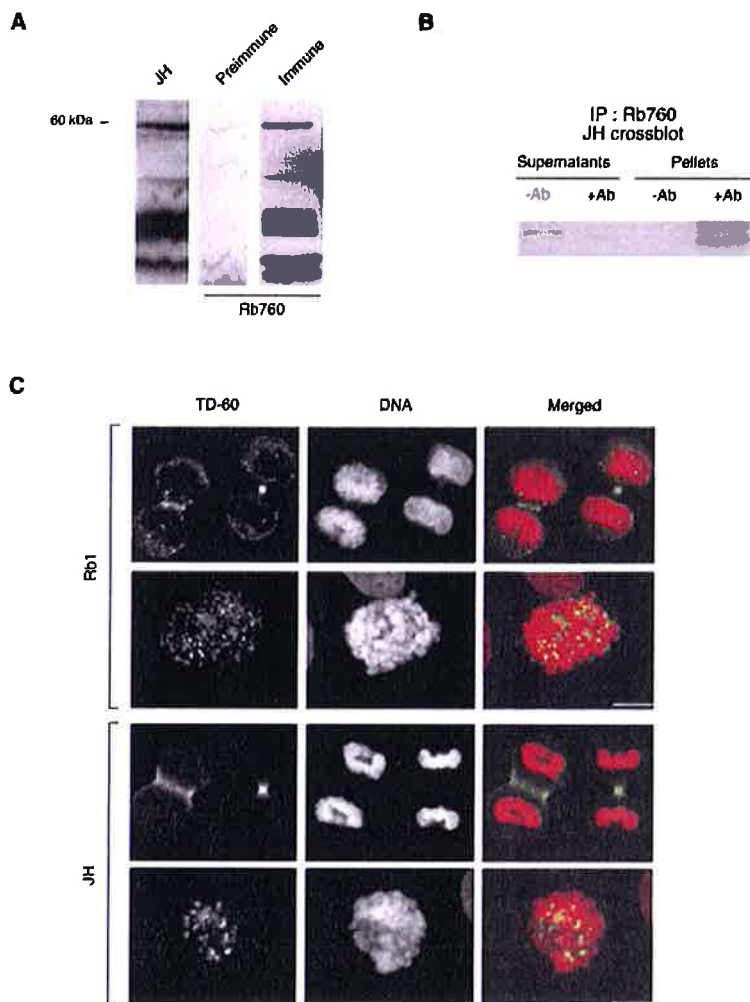 A
JH
Preimmune
Immune
60 kDa -
Rb760
B
IP : Rb760
JH crossblot
Supernatants
Pellets
-Ab +Ab -Ab +Ab
C
TD-60 DNA Merged
Rb1
JH